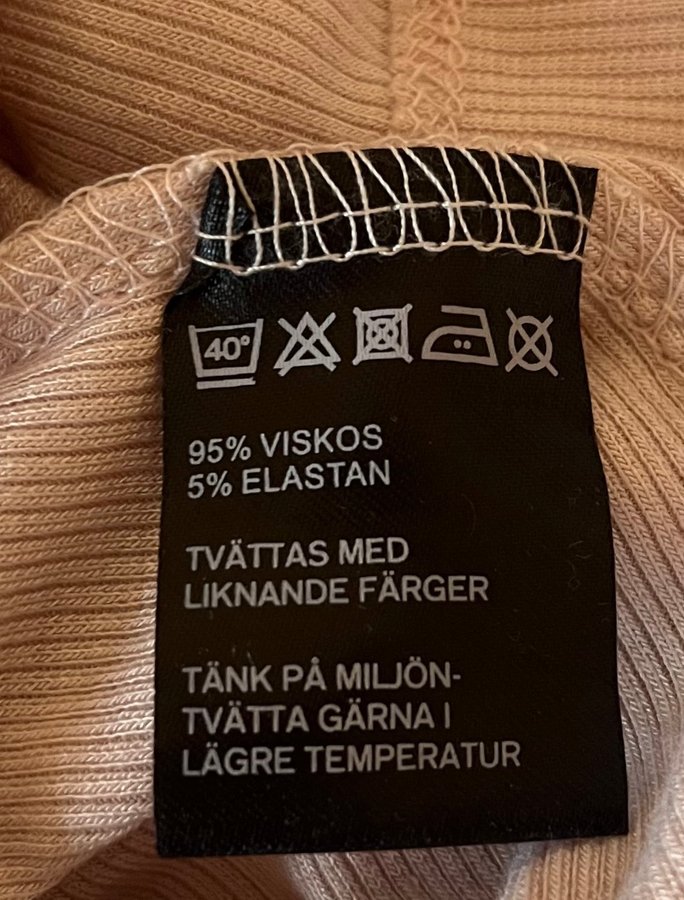 40°
95% VISKOS
5% ELASTAN
TVÄTTAS MED
LIKNANDE FÄRGER
TÄNK PÅ MILJÖN-
TVÄTTA GÄRNA I
LÄGRE TEMPERATUR